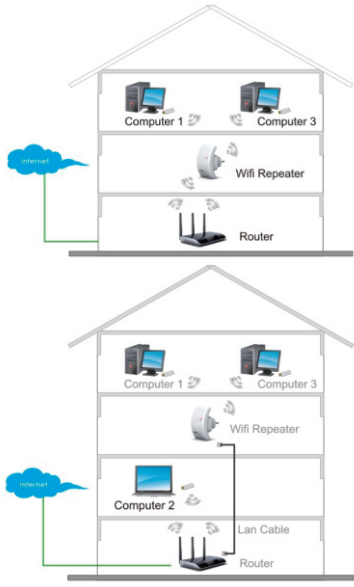 Computer 1
Computer 3
Internet
Wifi Repeater
Router
Computer 1
Computer 3
Wifi Repeater
Internet
Computer 2
Lan Cable
Router